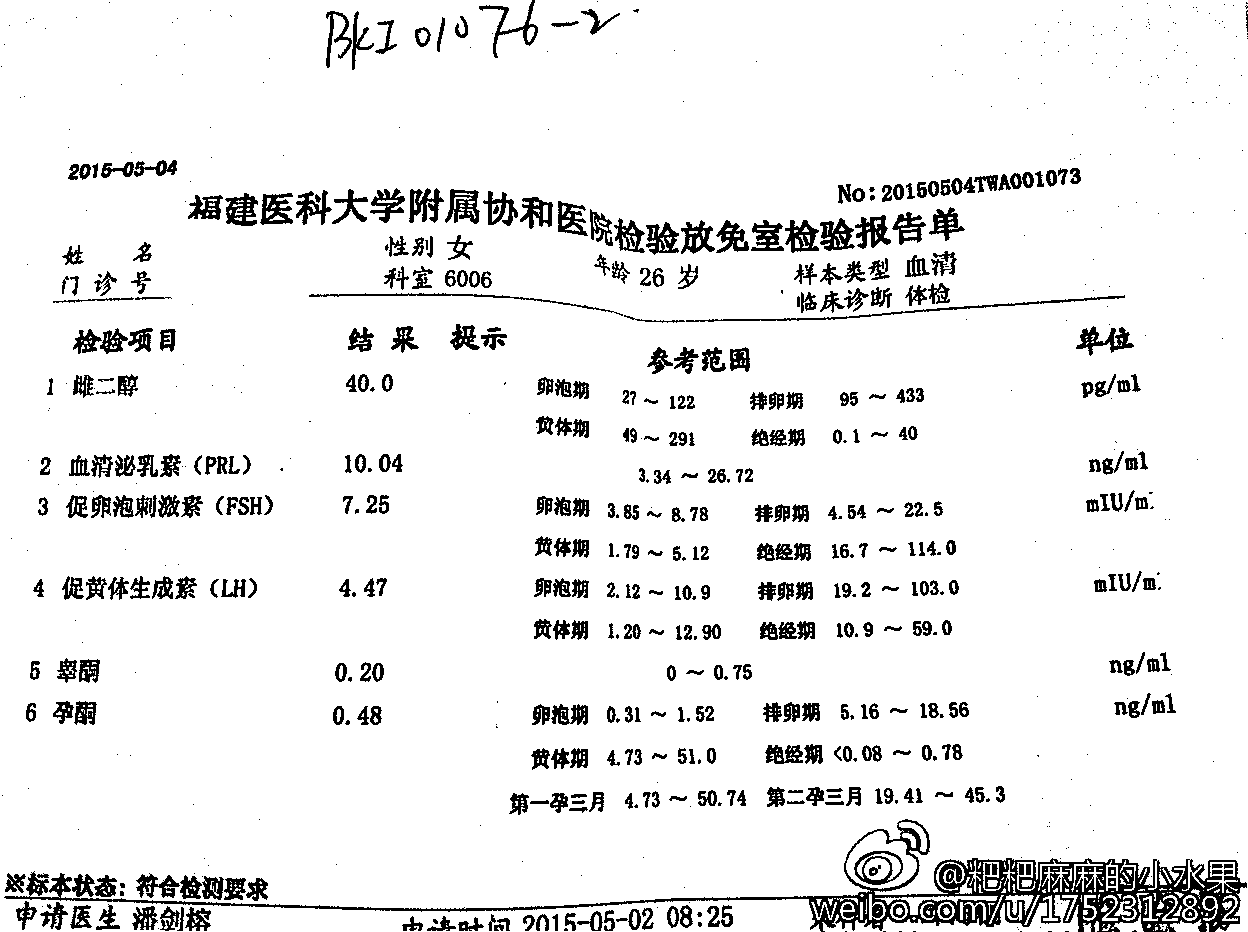 BKI 01076-2
2015-05-04
No:20150504TWA001073
福建医科大学附属协和医院检验放免室检验报告单
姓 名 性别 女 年龄 26 岁 样本类型 血清
门诊号 科室 6006 临床诊断 体检
检验项目 结果 提示 参考范围 单位
1 雌二醇 40.0 卵泡期 27 ~ 122 排卵期 95 ~ 433 pg/ml
黄体期 49 ~ 291 绝经期 0.1 ~ 40
2 血清泌乳素(PRL) 10.04 3.34 ~ 26.72 ng/ml
3 促卵泡刺激素(FSH) 7.25 卵泡期 3.85 ~ 8.78 排卵期 4.54 ~ 22.5 mIU/m
黄体期 1.79 ~ 5.12 绝经期 16.7 ~ 114.0
4 促黄体生成素(LH) 4.47 卵泡期 2.12 ~ 10.9 排卵期 19.2 ~ 103.0 mIU/m
黄体期 1.20 ~ 12.90 绝经期 10.9 ~ 59.0
5 睾酮 0.20 0 ~ 0.75 ng/ml
6 孕酮 0.48 卵泡期 0.31 ~ 1.52 排卵期 5.16 ~ 18.56 ng/ml
黄体期 4.73 ~ 51.0 绝经期 <0.08 ~ 0.78
第一孕三月 4.73 ~ 50.74 第二孕三月 19.41 ~ 45.3
※标本状态: 符合检测要求
申请医生 潘剑榕 申请时间 2015-05-02 08:25
@粑粑麻麻的小水果
weibo.com/u/1752312892